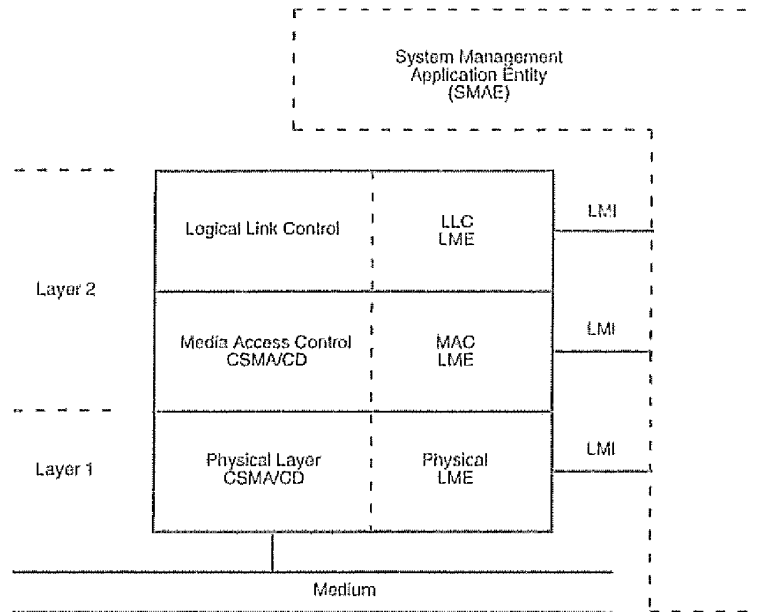 System Management
Application Entity
(SMAE)
Logical Link Control
LLC
LME
LMI
Layer 2
Media Access Control
CSMA/CD
MAC
LME
LMI
Layer 1
Physical Layer
CSMA/CD
Physical
LME
LMI
Medium